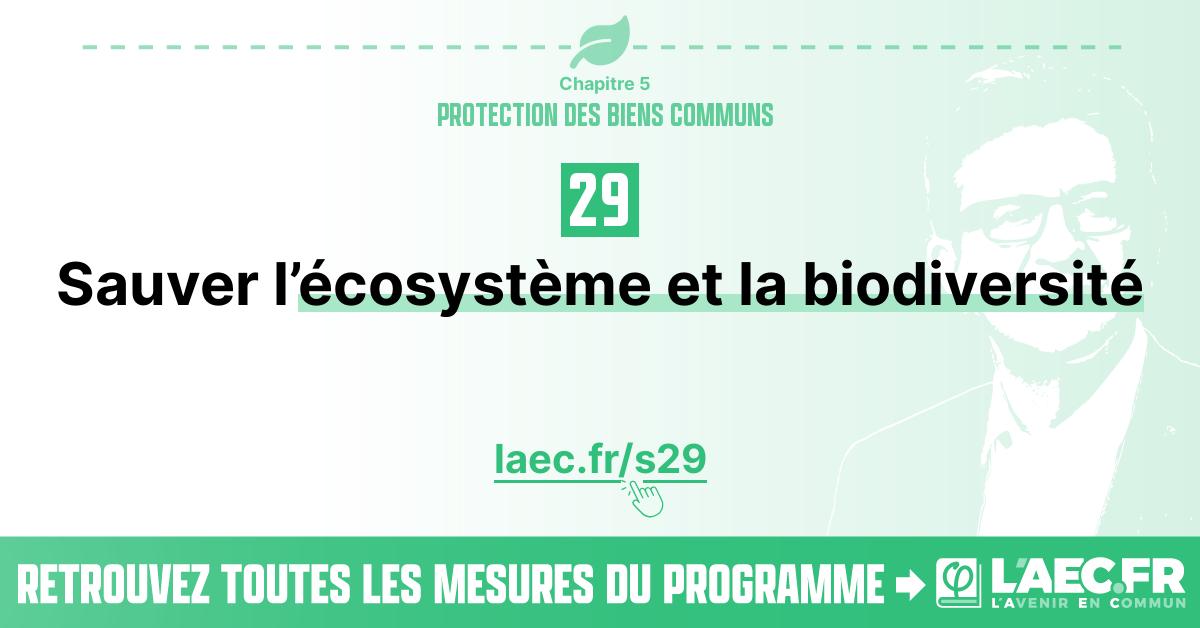 Chapitre 5
PROTECTION DES BIENS COMMUNS
29
Sauver l’écosystème et la biodiversité
laec.fr/s29
RETROUVEZ TOUTES LES MESURES DU PROGRAMME
L'AEC.FR
L'AVENIR EN COMMUN